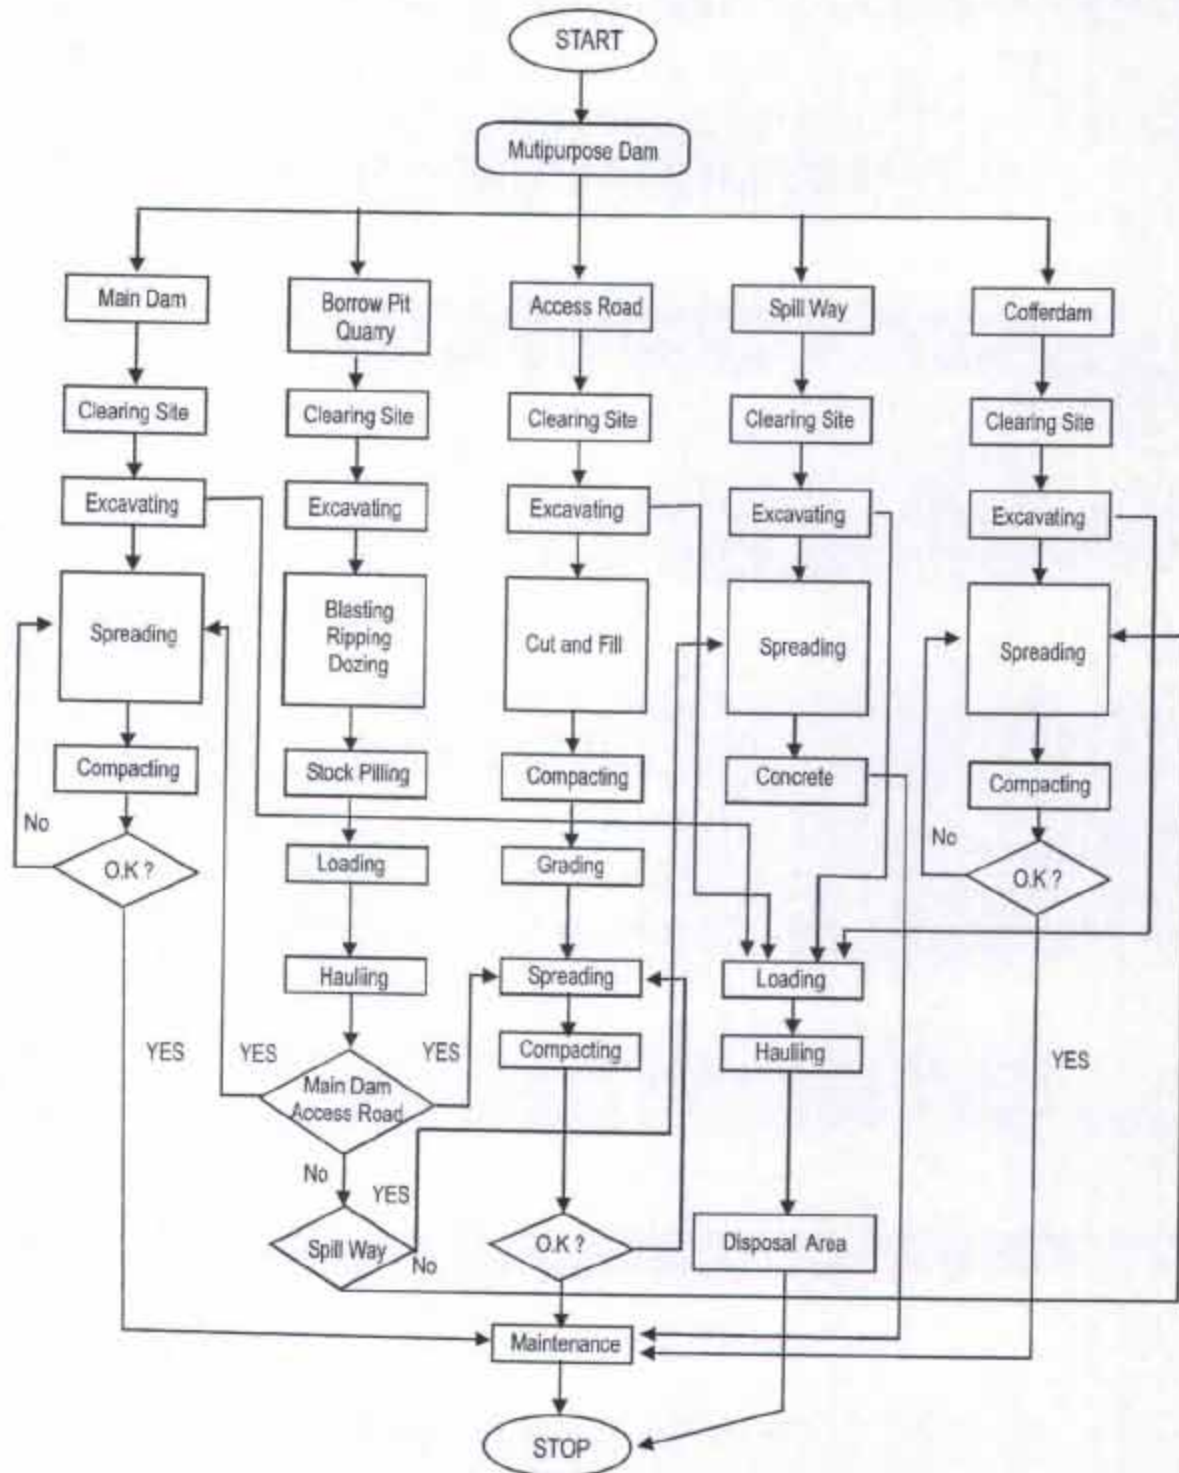 START
Mutipurpose Dam
Main Dam
Borrow Pit
Quarry
Access Road
Spill Way
Cofferdam
Clearing Site
Clearing Site
Clearing Site
Clearing Site
Clearing Site
Excavating
Excavating
Excavating
Excavating
Excavating
Spreading
Blasting
Ripping
Dozing
Cut and Fill
Spreading
Spreading
Compacting
Stock Pilling
Compacting
Concrete
Compacting
No
O.K ?
Loading
Grading
No
O.K ?
Hauliing
Spreading
Loading
YES
YES
YES
Compacting
Hauliing
YES
Main Dam
Access Road
No
YES
Spill Way
No
O.K ?
Disposal Area
Maintenance
STOP